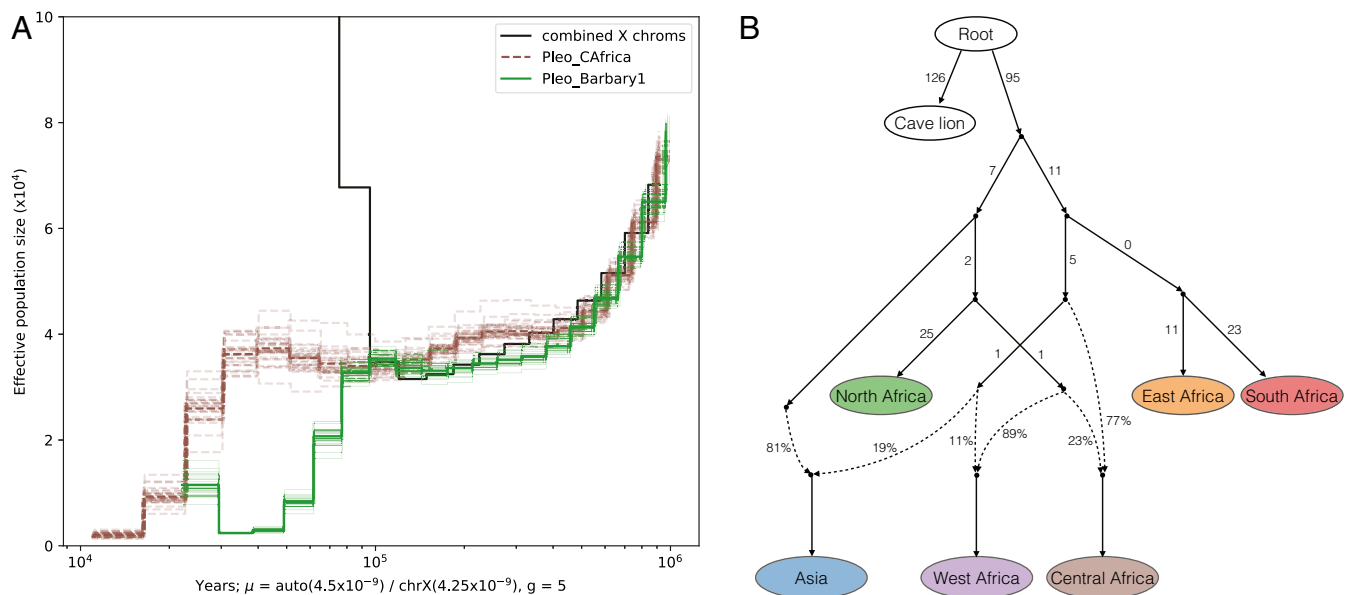 A
10
8
6
4
2
0
Effective population size (x10⁴)
combined X chroms
Pleo_CAfrica
Pleo_Barbary1
10⁴
10⁵
10⁶
Years; μ = auto(4.5x10⁻⁹) / chrX(4.25x10⁻⁹), g = 5
B
Root
126
95
Cave lion
7
11
0
2
5
25
1
1
11
23
North Africa
East Africa
South Africa
81%
19%
11%
89%
23%
77%
Asia
West Africa
Central Africa